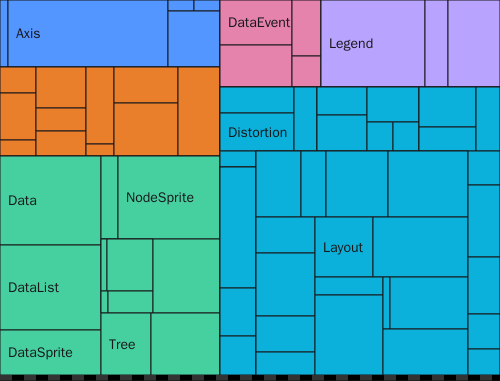 Axis
DataEvent
Legend
Distortion
Data
NodeSprite
DataList
Layout
DataSprite
Tree